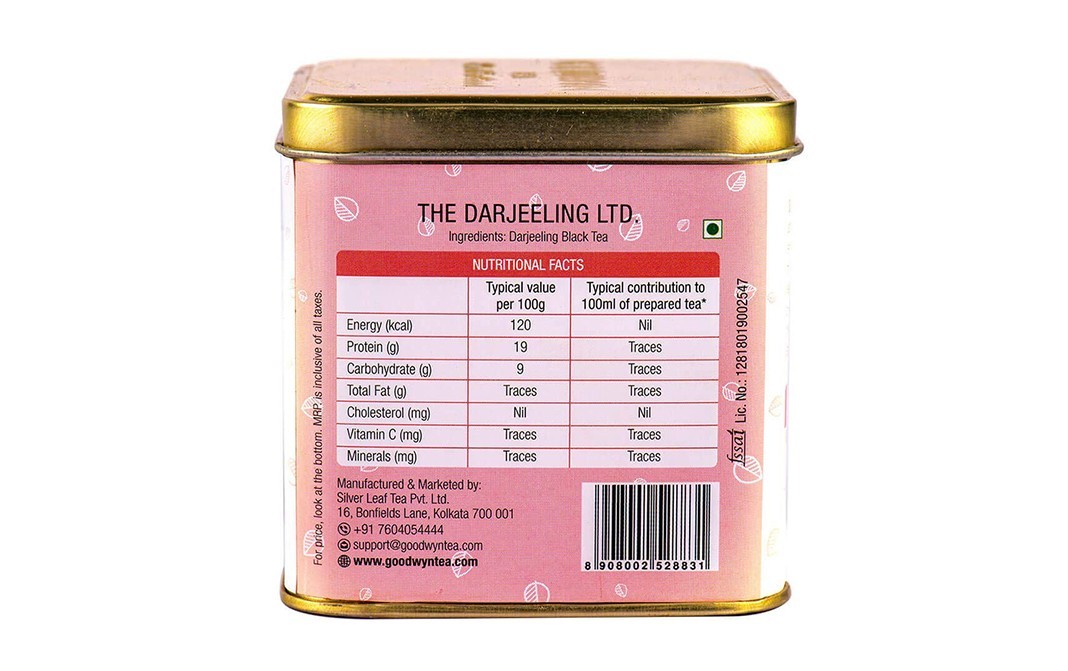 THE DARJEELING LTD.
Ingredients: Darjeeling Black Tea
NUTRITIONAL FACTS
Typical value per 100g Typical contribution to 100ml of prepared tea*
Energy (kcal) 120 Nil
Protein (g) 19 Traces
Carbohydrate (g) 9 Traces
Total Fat (g) Traces Traces
Cholesterol (mg) Nil Nil
Vitamin C (mg) Traces Traces
Minerals (mg) Traces Traces
Manufactured & Marketed by:
Silver Leaf Tea Pvt. Ltd.
16, Bonfields Lane, Kolkata 700 001
+91 7604054444
support@goodwyntea.com
www.goodwyntea.com
8 908002 528831
For price, look at the bottom. MRP is inclusive of all taxes.
fssai Lic. No.: 12818019002547